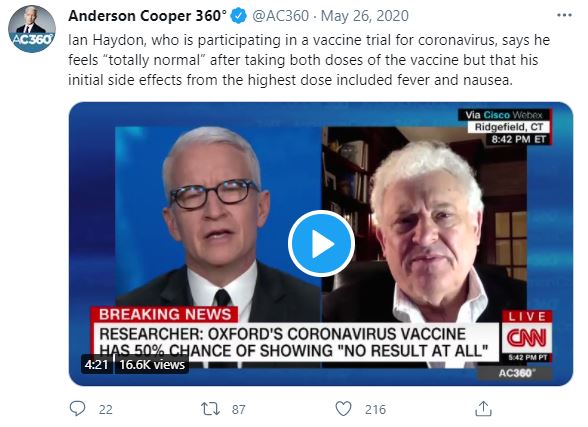 Anderson Cooper 360° @AC360 · May 26, 2020
AC360°
Ian Haydon, who is participating in a vaccine trial for coronavirus, says he
feels “totally normal” after taking both doses of the vaccine but that his
initial side effects from the highest dose included fever and nausea.
Via Cisco Webex
Ridgefield, CT
8:42 PM ET
BREAKING NEWS
RESEARCHER: OXFORD'S CORONAVIRUS VACCINE
HAS 50% CHANCE OF SHOWING "NO RESULT AT ALL"
LIVE
CNN
5:42 PM PT
AC360°
4:21 16.6K views
22 87 216